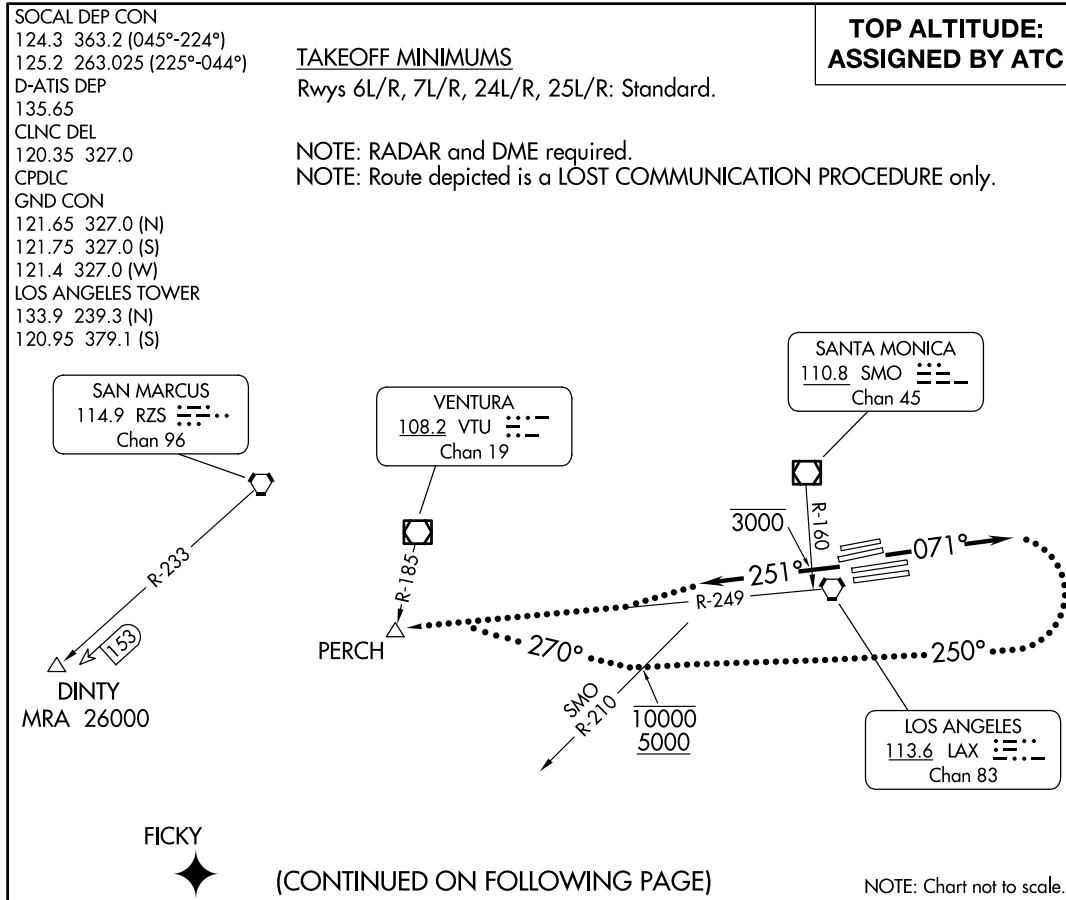 SOCAL DEP CON
124.3 363.2 (045°-224°)
125.2 263.025 (225°-044°)
D-ATIS DEP
135.65
CLNC DEL
120.35 327.0
CPDLC
GND CON
121.65 327.0 (N)
121.75 327.0 (S)
121.4 327.0 (W)
LOS ANGELES TOWER
133.9 239.3 (N)
120.95 379.1 (S)
TAKEOFF MINIMUMS
Rwys 6L/R, 7L/R, 24L/R, 25L/R: Standard.
NOTE: RADAR and DME required.
NOTE: Route depicted is a LOST COMMUNICATION PROCEDURE only.
TOP ALTITUDE:
ASSIGNED BY ATC
SAN MARCUS
114.9 RZS
Chan 96
VENTURA
108.2 VTU
Chan 19
SANTA MONICA
110.8 SMO
Chan 45
R-233
153
DINTY
MRA 26000
R-185
PERCH
3000
R-160
251°
071°
R-249
270°
250°
SMO
R-210
10000
5000
LOS ANGELES
113.6 LAX
Chan 83
FICKY
(CONTINUED ON FOLLOWING PAGE)
NOTE: Chart not to scale.